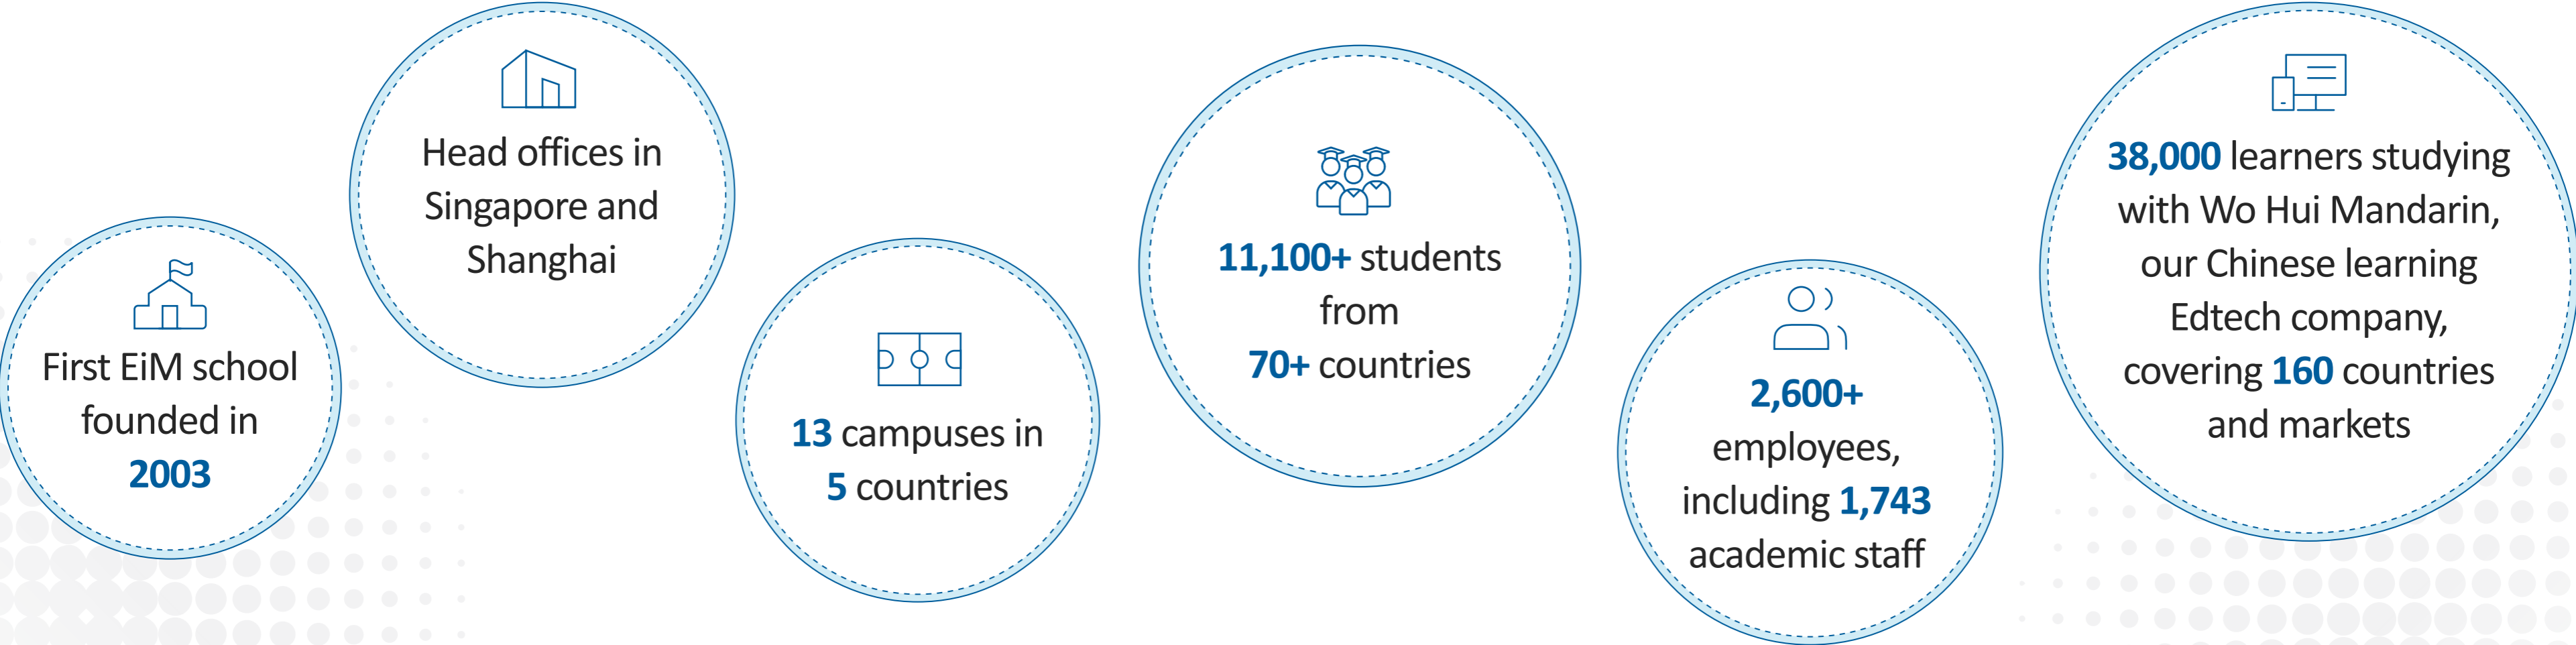 First EiM school
founded in
2003
Head offices in
Singapore and
Shanghai
13 campuses in
5 countries
11,100+ students
from
70+ countries
2,600+
employees,
including 1,743
academic staff
38,000 learners studying
with Wo Hui Mandarin,
our Chinese learning
Edtech company,
covering 160 countries
and markets